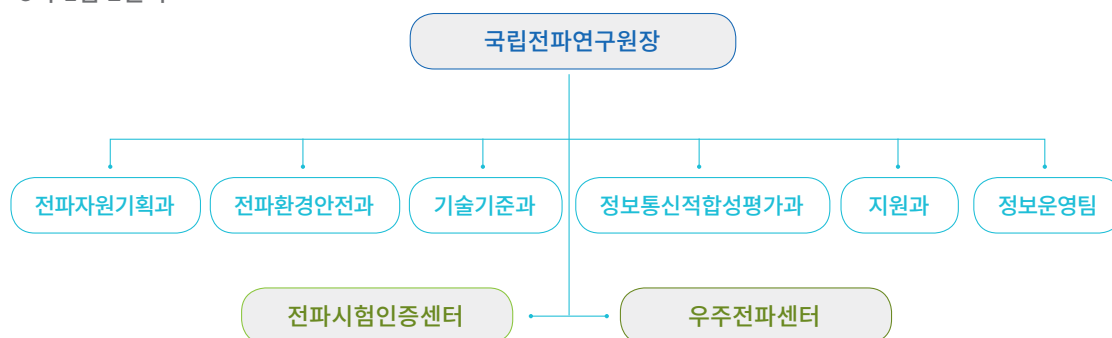 국립전파연구원장
전파자원기획과
전파환경안전과
기술기준과
정보통신적합성평가과
지원과
정보운영팀
전파시험인증센터
우주전파센터